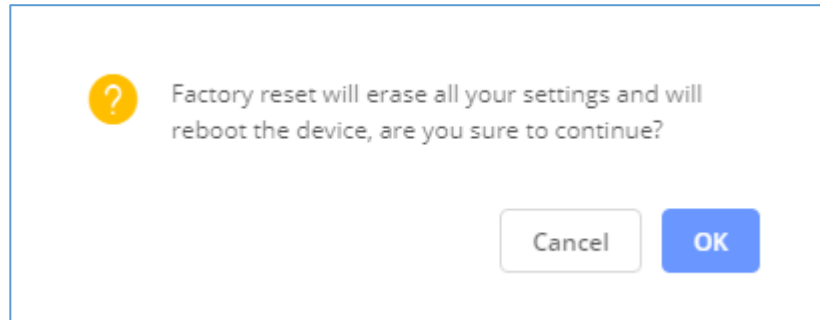 ?
Factory reset will erase all your settings and will
reboot the device, are you sure to continue?
Cancel OK